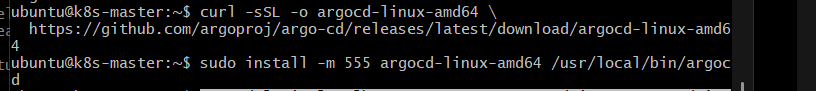 ubuntu@k8s-master:~$ curl -sSL -o argocd-linux-amd64 \
  https://github.com/argoproj/argo-cd/releases/latest/download/argocd-linux-amd6
4
ubuntu@k8s-master:~$ sudo install -m 555 argocd-linux-amd64 /usr/local/bin/argoc
d